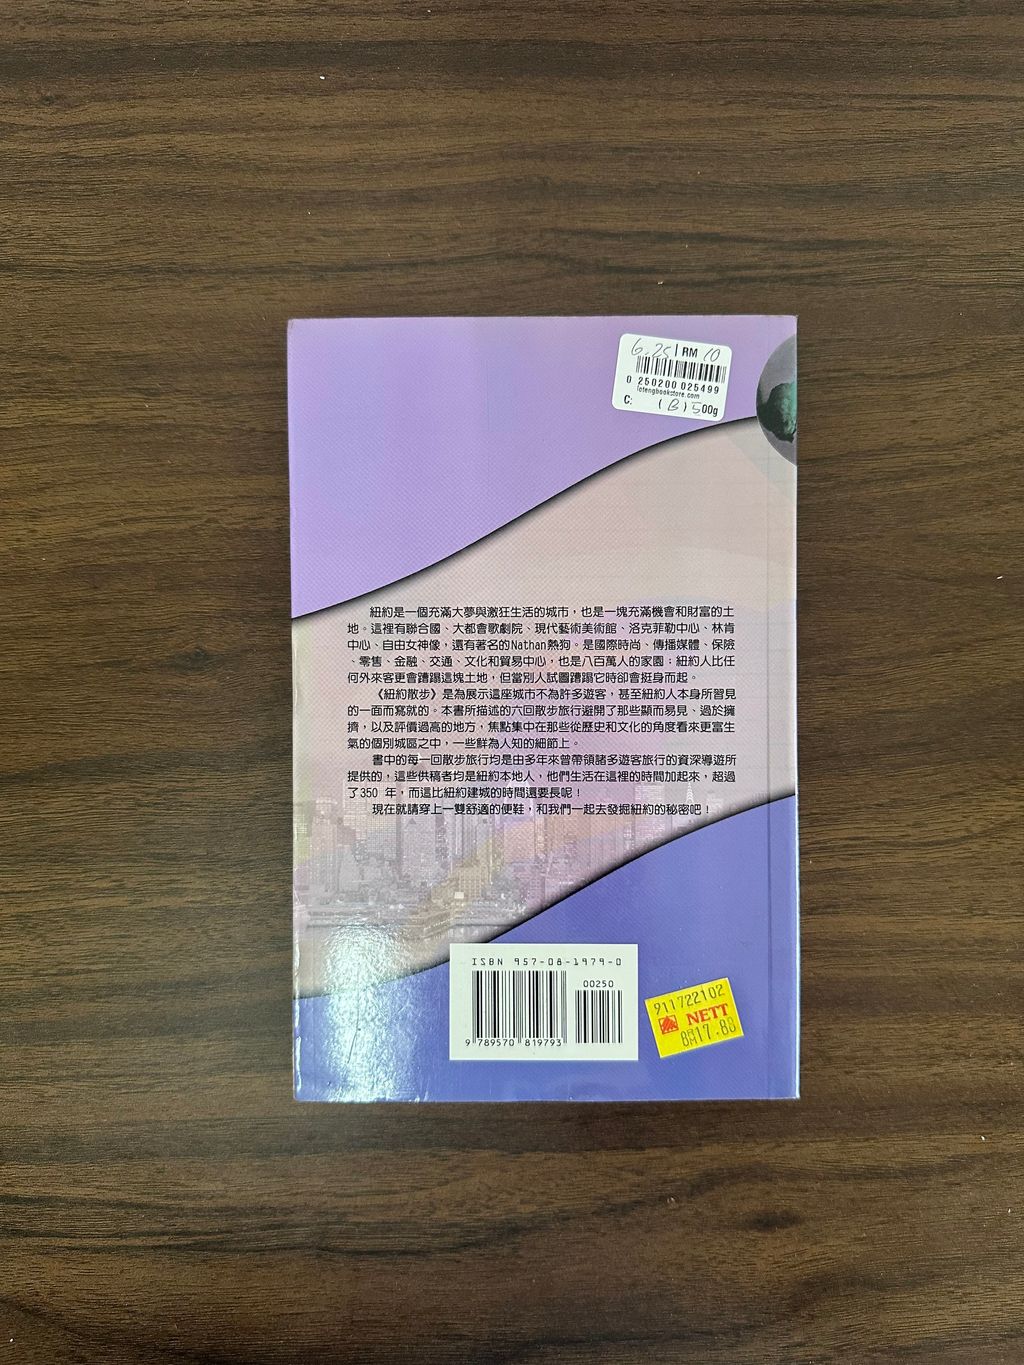 6.25 | RM 10
0 250200 025499
C: (B)500g
紐約是一個充滿大夢與激狂生活的城市，也是一塊充滿機會和財富的土
地。這裡有聯合國、大都會歌劇院、現代藝術美術館、洛克菲勒中心、林肯
中心、自由女神像，還有著名的Nathan熱狗。是國際時尚、傳播媒體、保險
、零售、金融、交通、文化和貿易中心，也是八百萬人的家園：紐約人比任
何外來客更會蹧蹋這塊土地，但當別人試圖蹧蹋它時卻會挺身而起。
《紐約散步》是為展示這座城市不為許多遊客，甚至紐約人本身所習見
的一面而寫就的。本書所描述的六回散步旅行避開了那些顯而易見、過於擁
擠，以及評價過高的地方，焦點集中在那些從歷史和文化的角度看來更富生
氣的個別城區之中，一些鮮為人知的細節上。
書中的每一回散步旅行均是由多年來曾帶領諸多遊客旅行的資深導遊所
提供的，這些供稿者均是紐約本地人，他們生活在這裡的時間加起來，超過
了350 年，而這比紐約建城的時間還要長呢！
現在就請穿上一雙舒適的便鞋，和我們一起去發掘紐約的秘密吧！
ISBN 957-08-1979-0
00250
9 789570 819793
911722102
NETT
17.80